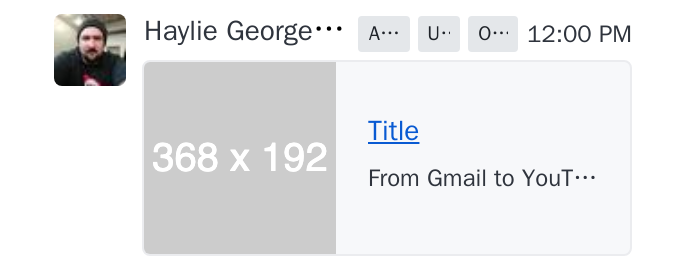 Haylie George··· A··· U·· O··· 12:00 PM
368 x 192
Title
From Gmail to YouT···